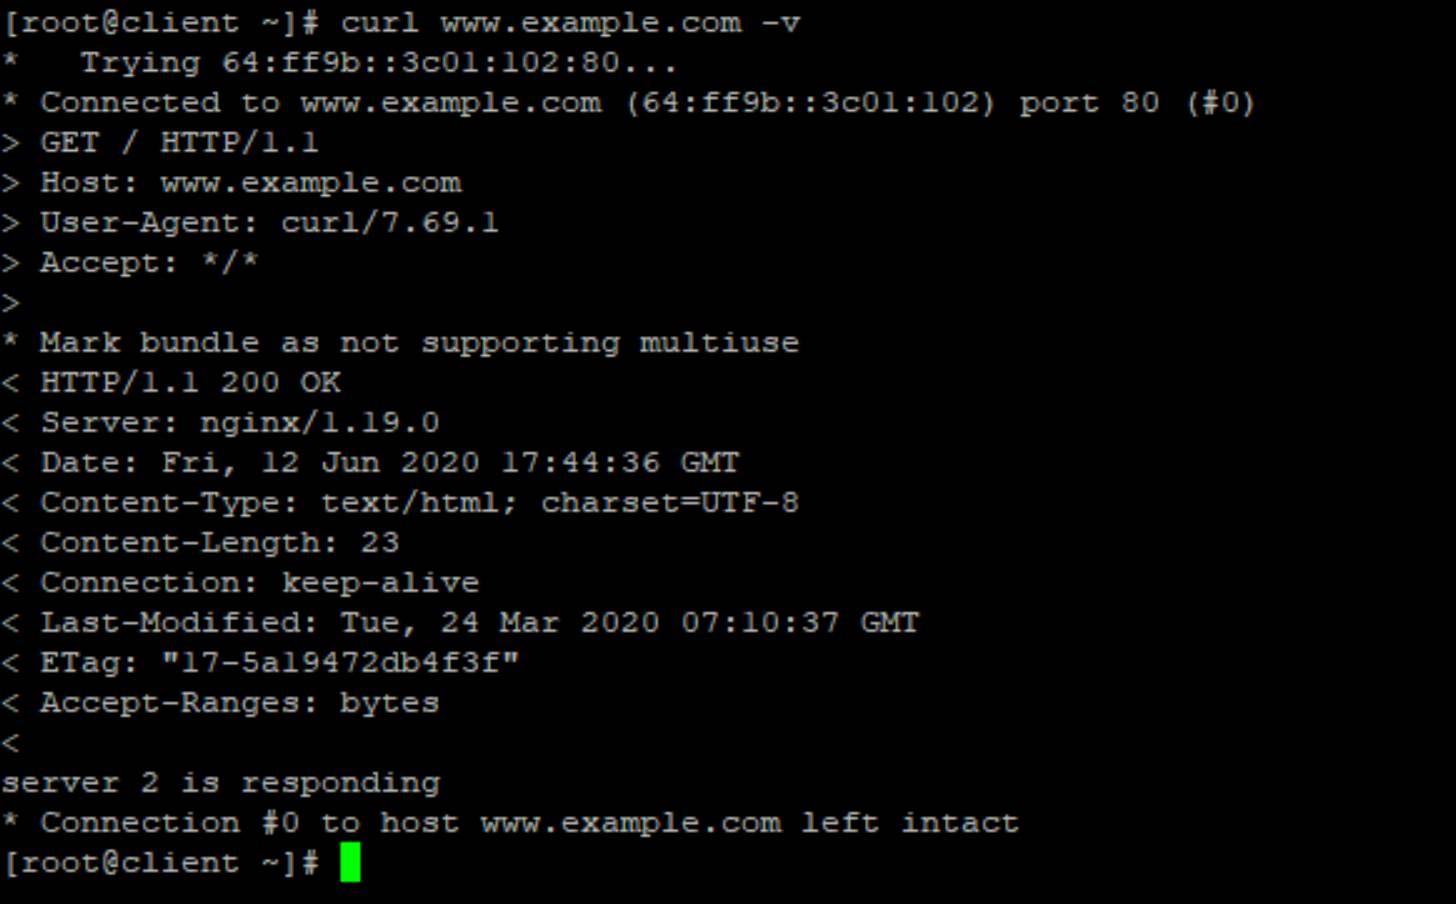 [root@client ~]# curl www.example.com -v
*   Trying 64:ff9b::3c01:102:80...
* Connected to www.example.com (64:ff9b::3c01:102) port 80 (#0)
> GET / HTTP/1.1
> Host: www.example.com
> User-Agent: curl/7.69.1
> Accept: */*
>
* Mark bundle as not supporting multiuse
< HTTP/1.1 200 OK
< Server: nginx/1.19.0
< Date: Fri, 12 Jun 2020 17:44:36 GMT
< Content-Type: text/html; charset=UTF-8
< Content-Length: 23
< Connection: keep-alive
< Last-Modified: Tue, 24 Mar 2020 07:10:37 GMT
< ETag: "17-5a19472db4f3f"
< Accept-Ranges: bytes
<
server 2 is responding
* Connection #0 to host www.example.com left intact
[root@client ~]#